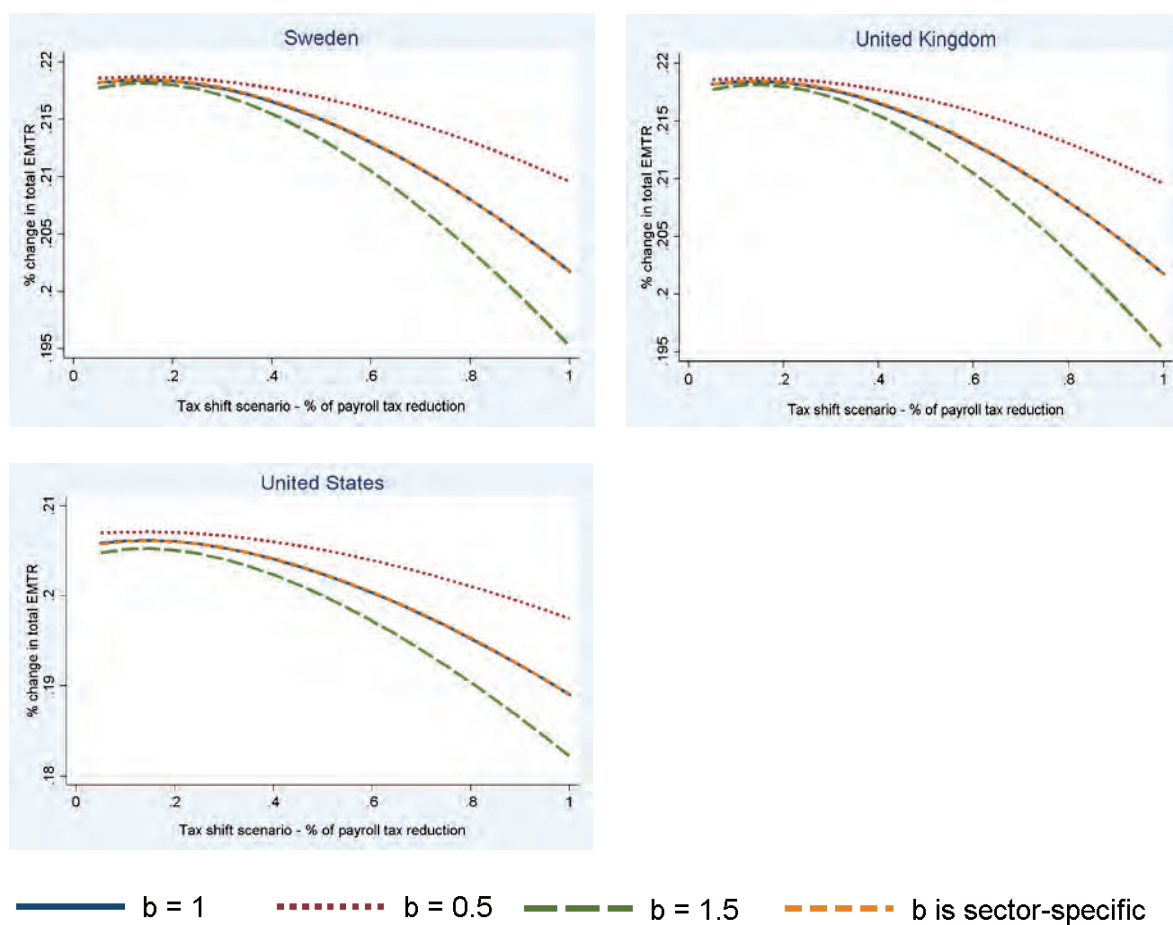 Sweden
% change in total EMTR
.22
.215
.21
.205
.2
.195
0 .2 .4 .6 .8 1
Tax shift scenario - % of payroll tax reduction
United Kingdom
% change in total EMTR
.22
.215
.21
.205
.2
.195
0 .2 .4 .6 .8 1
Tax shift scenario - % of payroll tax reduction
United States
% change in total EMTR
.21
.2
.19
.18
0 .2 .4 .6 .8 1
Tax shift scenario - % of payroll tax reduction
b = 1 b = 0.5 b = 1.5 b is sector-specific